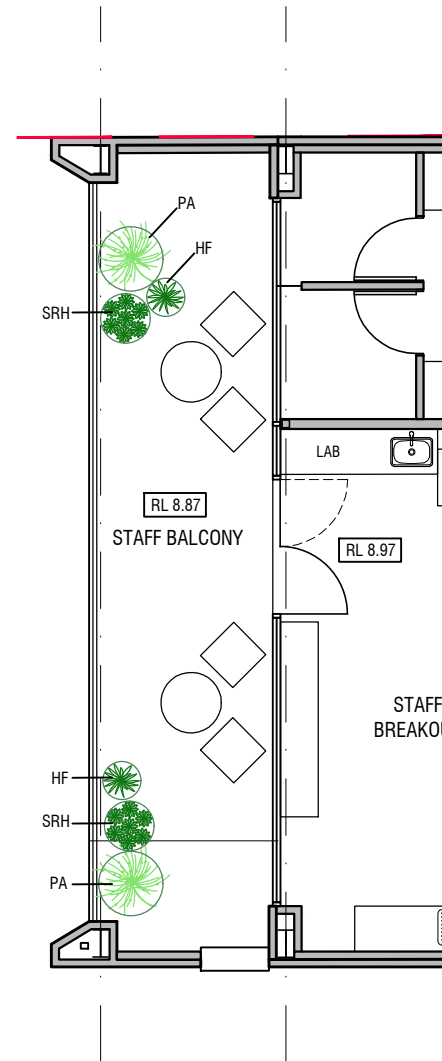 PA
HF
SRH
LAB
RL 8.87
STAFF BALCONY
RL 8.97
STAFF
BREAKOU
HF
SRH
PA